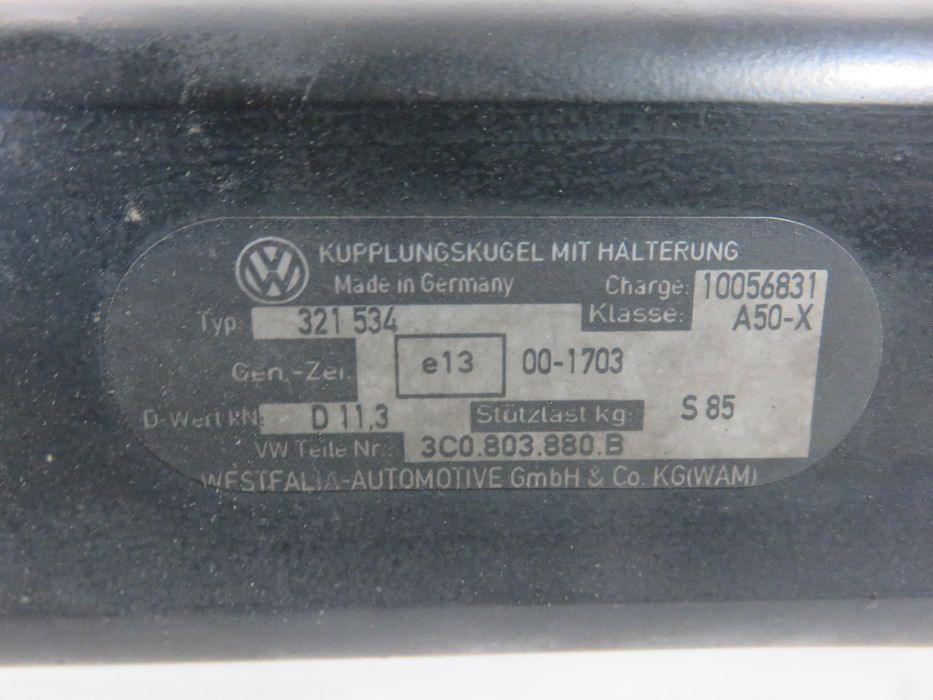 KUPPLUNGSKUGEL MIT HALTERUNG
Made in Germany Charge: 10056831
Typ: 321 534 Klasse: A50-X
Gen.-Zei. e13 00-1703
D-Wert kN: D 11,3 Stützlast kg: S 85
VW Teile Nr.: 3C0.803.880.B
WESTFALIA-AUTOMOTIVE GmbH & Co. KG(WAM)